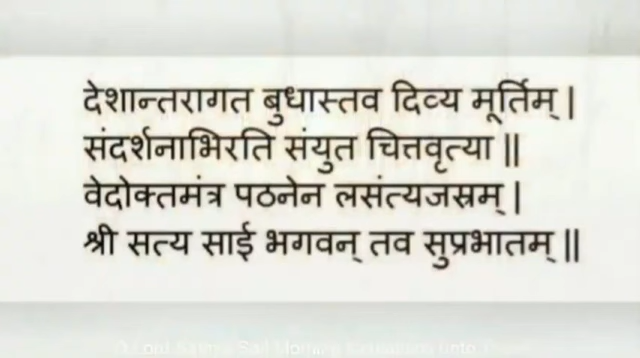 देशान्तरागत बुधास्तव दिव्य मूर्तिम् |
संदर्शनाभिरति संयुत चित्तवृत्या ||
वेदोक्तमंत्र पठनेन लसंत्यजस्रम् |
श्री सत्य साई भगवन् तव सुप्रभातम् ||